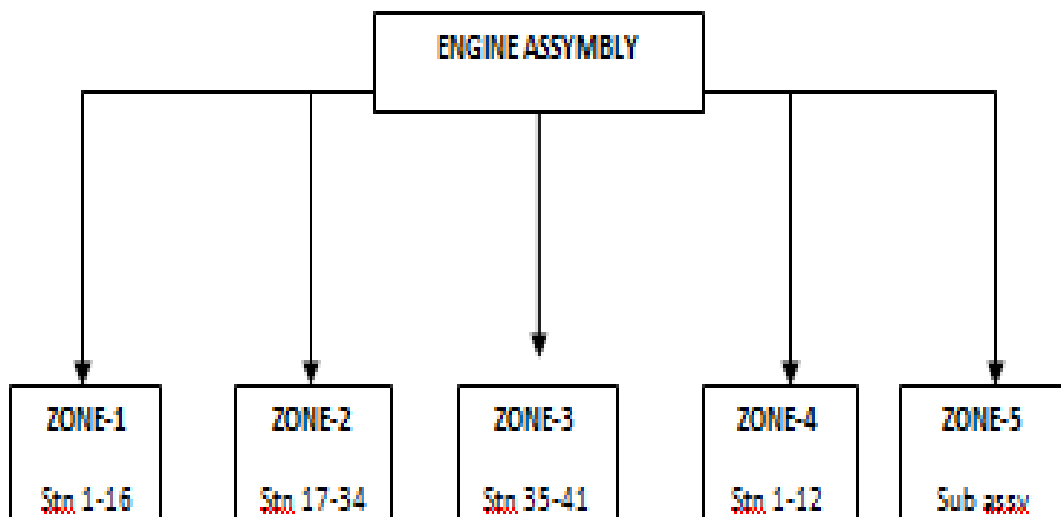 ENGINE ASSYMBLY
ZONE-1
Stn 1-16
ZONE-2
Stn 17-34
ZONE-3
Stn 35-41
ZONE-4
Stn 1-12
ZONE-5
Sub assy